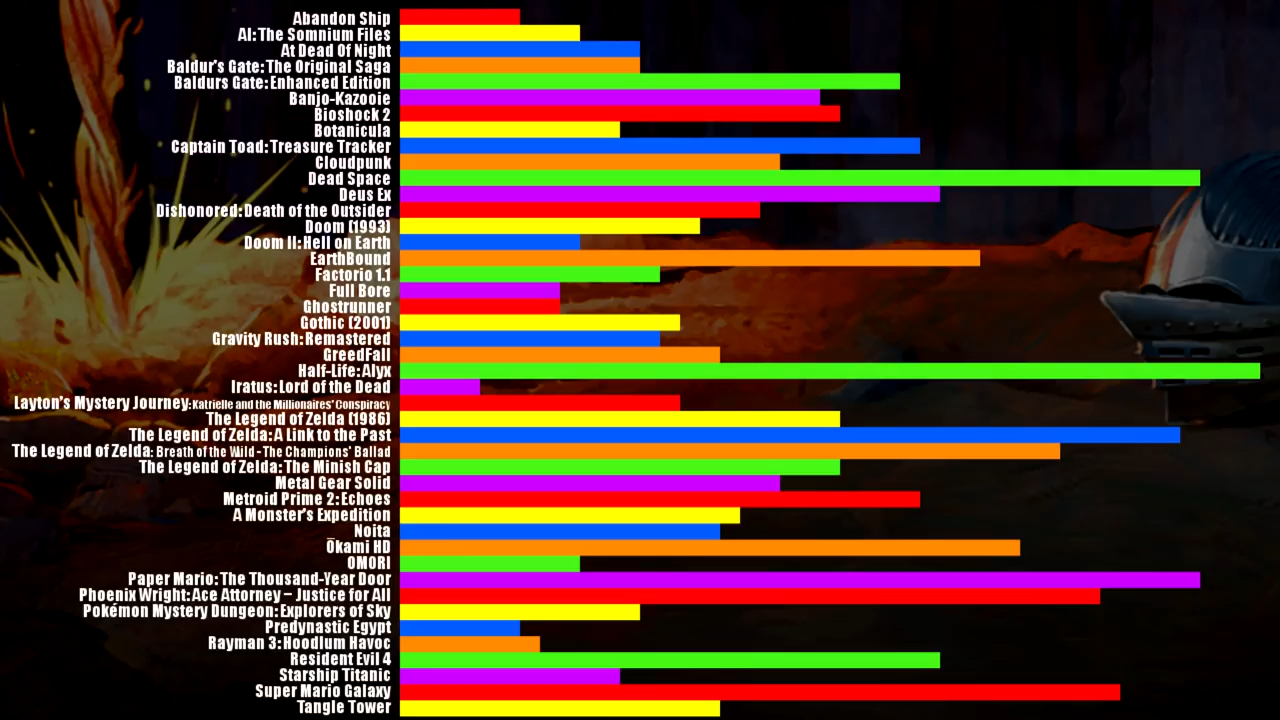 Abandon Ship
AI: The Somnium Files
At Dead Of Night
Baldur's Gate: The Original Saga
Baldurs Gate: Enhanced Edition
Banjo-Kazooie
Bioshock 2
Botanicula
Captain Toad: Treasure Tracker
Cloudpunk
Dead Space
Deus Ex
Dishonored: Death of the Outsider
Doom (1993)
Doom II: Hell on Earth
EarthBound
Factorio 1.1
Full Bore
Ghostrunner
Gothic (2001)
Gravity Rush: Remastered
GreedFall
Half-Life: Alyx
Iratus: Lord of the Dead
Layton's Mystery Journey: Katrielle and the Millionaires' Conspiracy
The Legend of Zelda (1986)
The Legend of Zelda: A Link to the Past
The Legend of Zelda: Breath of the Wild - The Champions' Ballad
The Legend of Zelda: The Minish Cap
Metal Gear Solid
Metroid Prime 2: Echoes
A Monster's Expedition
Noita
Ōkami HD
OMORI
Paper Mario: The Thousand-Year Door
Phoenix Wright: Ace Attorney – Justice for All
Pokémon Mystery Dungeon: Explorers of Sky
Predynastic Egypt
Rayman 3: Hoodlum Havoc
Resident Evil 4
Starship Titanic
Super Mario Galaxy
Tangle Tower